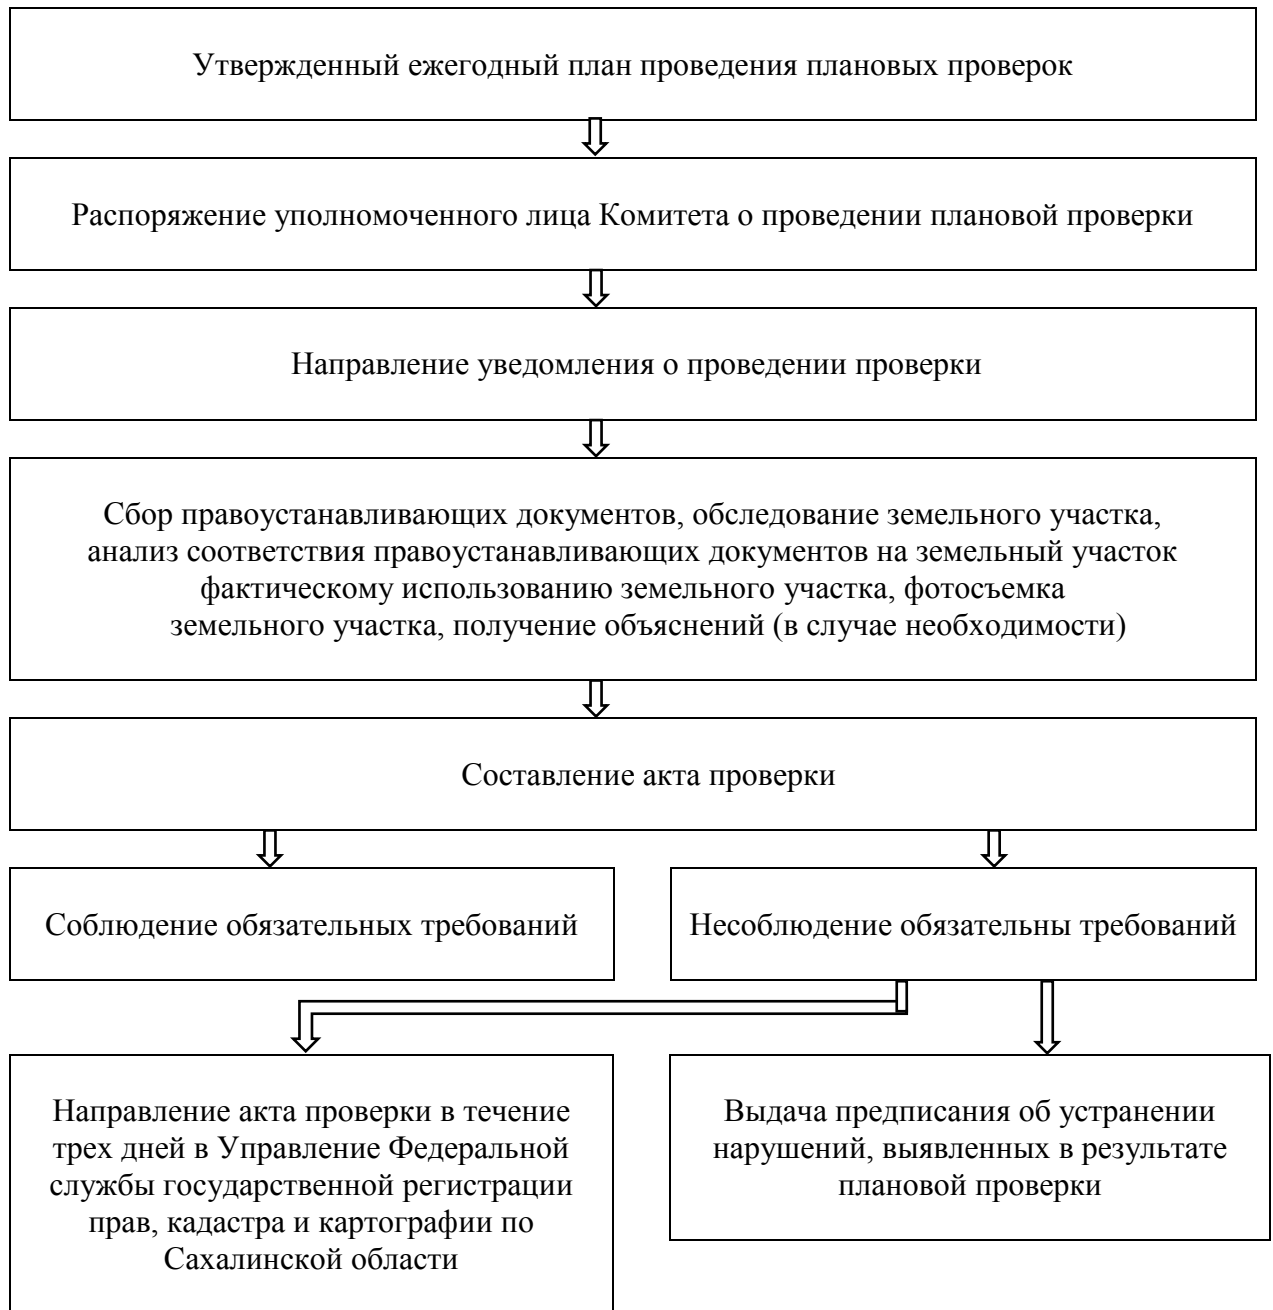 Утвержденный ежегодный план проведения плановых проверок
Распоряжение уполномоченного лица Комитета о проведении плановой проверки
Направление уведомления о проведении проверки
Сбор правоустанавливающих документов, обследование земельного участка,
анализ соответствия правоустанавливающих документов на земельный участок
фактическому использованию земельного участка, фотосъемка
земельного участка, получение объяснений (в случае необходимости)
Составление акта проверки
Соблюдение обязательных требований
Несоблюдение обязательны требований
Направление акта проверки в течение
трех дней в Управление Федеральной
службы государственной регистрации
прав, кадастра и картографии по
Сахалинской области
Выдача предписания об устранении
нарушений, выявленных в результате
плановой проверки